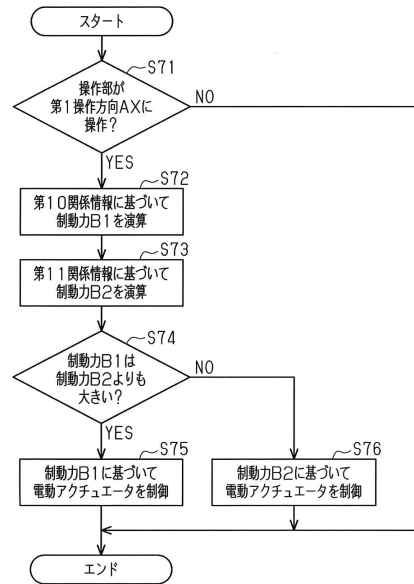 スタート
S71
操作部が
第1操作方向AXに
操作？
NO
YES
S72
第10関係情報に基づいて
制動力B1を演算
S73
第11関係情報に基づいて
制動力B2を演算
S74
制動力B1は
制動力B2よりも
大きい？
NO
YES
S75
制動力B1に基づいて
電動アクチュエータを制御
S76
制動力B2に基づいて
電動アクチュエータを制御
エンド